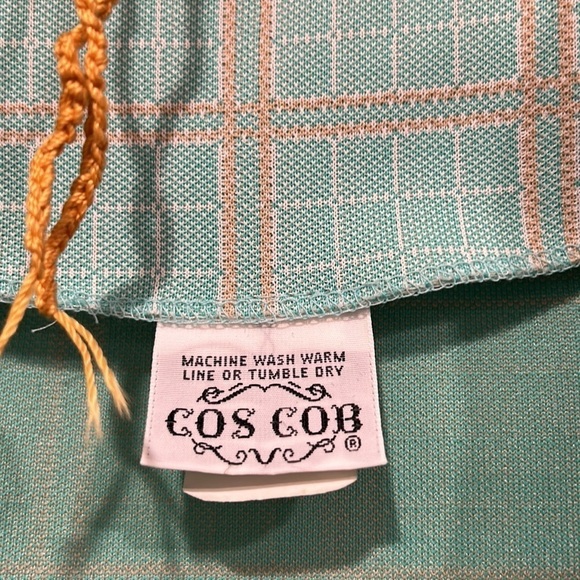 MACHINE WASH WARM
LINE OR TUMBLE DRY
COS COB
®